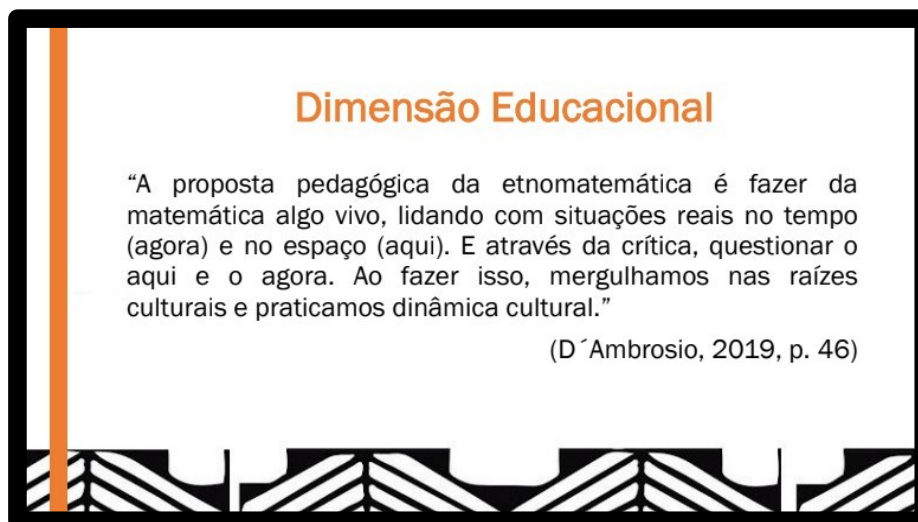 Dimensão Educacional
“A proposta pedagógica da etnomatemática é fazer da
matemática algo vivo, lidando com situações reais no tempo
(agora) e no espaço (aqui). E através da crítica, questionar o
aqui e o agora. Ao fazer isso, mergulhamos nas raízes
culturais e praticamos dinâmica cultural.”
(D´Ambrosio, 2019, p. 46)